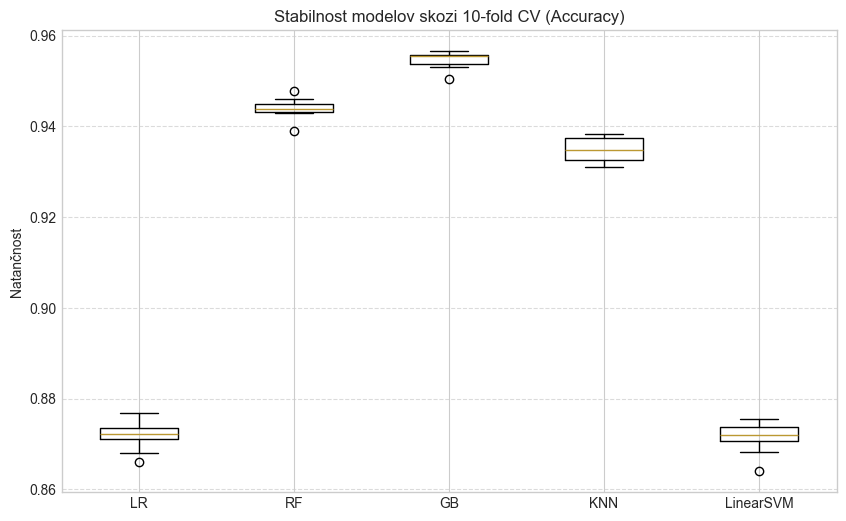 Stabilnost modelov skozi 10-fold CV (Accuracy)
Natančnost
0.96
0.94
0.92
0.90
0.88
0.86
LR RF GB KNN LinearSVM